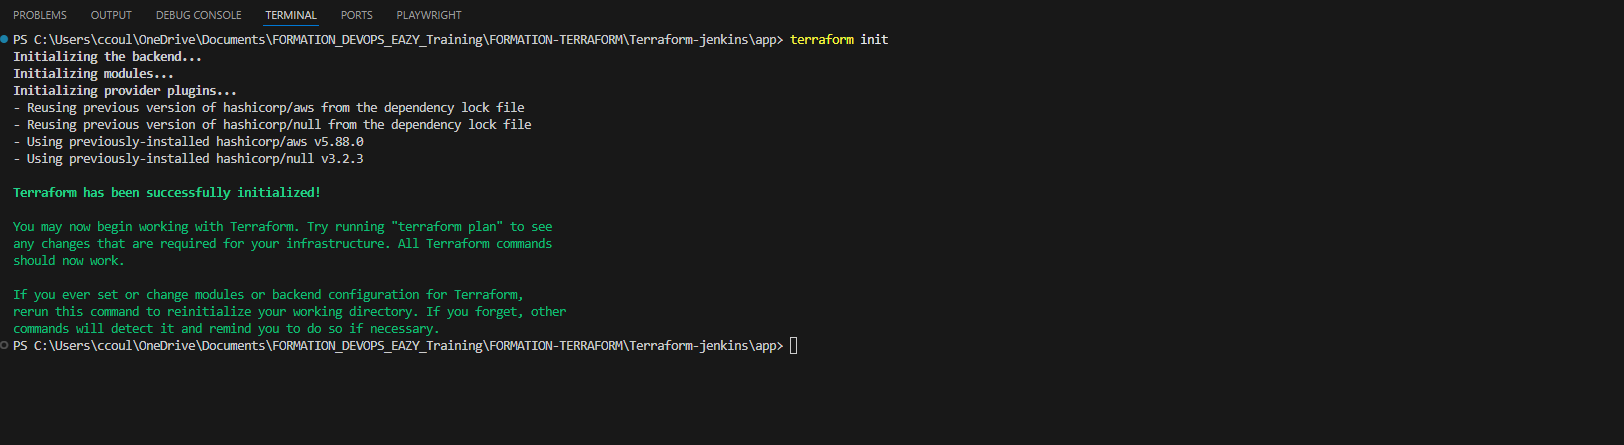 PROBLEMS OUTPUT DEBUG CONSOLE TERMINAL PORTS PLAYWRIGHT
PS C:\Users\ccoul\OneDrive\Documents\FORMATION_DEVOPS_EAZY_Training\FORMATION-TERRAFORM\Terraform-jenkins\app> terraform init
Initializing the backend...
Initializing modules...
Initializing provider plugins...
- Reusing previous version of hashicorp/aws from the dependency lock file
- Reusing previous version of hashicorp/null from the dependency lock file
- Using previously-installed hashicorp/aws v5.88.0
- Using previously-installed hashicorp/null v3.2.3
Terraform has been successfully initialized!
You may now begin working with Terraform. Try running "terraform plan" to see
any changes that are required for your infrastructure. All Terraform commands
should now work.
If you ever set or change modules or backend configuration for Terraform,
rerun this command to reinitialize your working directory. If you forget, other
commands will detect it and remind you to do so if necessary.
PS C:\Users\ccoul\OneDrive\Documents\FORMATION_DEVOPS_EAZY_Training\FORMATION-TERRAFORM\Terraform-jenkins\app>